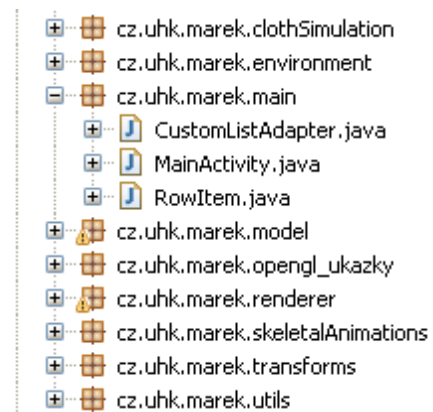 cz.uhk.marek.clothSimulation
cz.uhk.marek.environment
cz.uhk.marek.main
CustomListAdapter.java
MainActivity.java
RowItem.java
cz.uhk.marek.model
cz.uhk.marek.opengl_ukazky
cz.uhk.marek.renderer
cz.uhk.marek.skeletalAnimations
cz.uhk.marek.transforms
cz.uhk.marek.utils